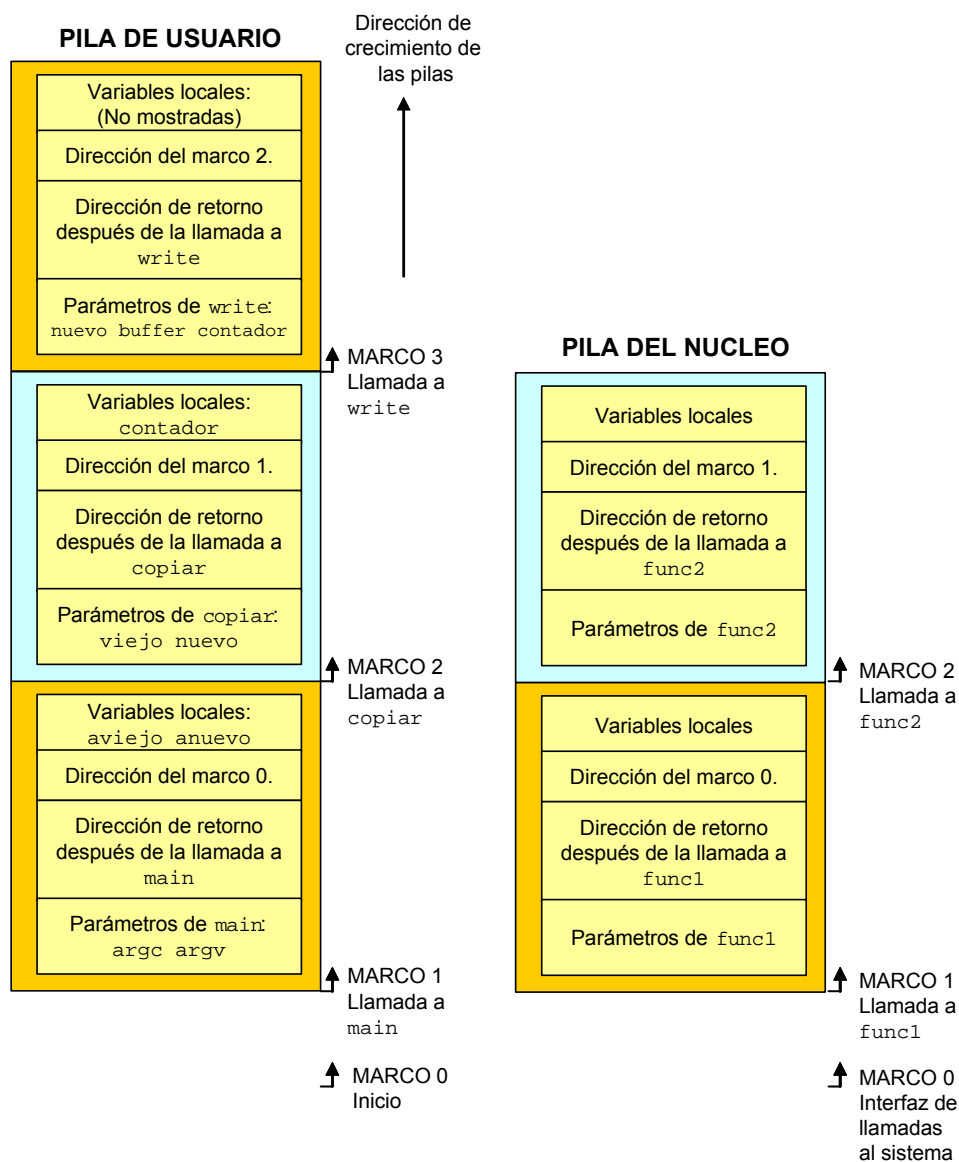 PILA DE USUARIO
Dirección de
crecimiento de
las pilas
Variables locales:
(No mostradas)
Dirección del marco 2.
Dirección de retorno
después de la llamada a
write
Parámetros de write:
nuevo buffer contador
MARCO 3
Llamada a
write
Variables locales:
contador
Dirección del marco 1.
Dirección de retorno
después de la llamada a
copiar
Parámetros de copiar:
viejo nuevo
MARCO 2
Llamada a
copiar
Variables locales:
aviejo anuevo
Dirección del marco 0.
Dirección de retorno
después de la llamada a
main
Parámetros de main:
argc argv
MARCO 1
Llamada a
main
MARCO 0
Inicio
PILA DEL NUCLEO
Variables locales
Dirección del marco 1.
Dirección de retorno
después de la llamada a
func2
Parámetros de func2
MARCO 2
Llamada a
func2
Variables locales
Dirección del marco 0.
Dirección de retorno
después de la llamada a
func1
Parámetros de func1
MARCO 1
Llamada a
func1
MARCO 0
Interfaz de
llamadas
al sistema